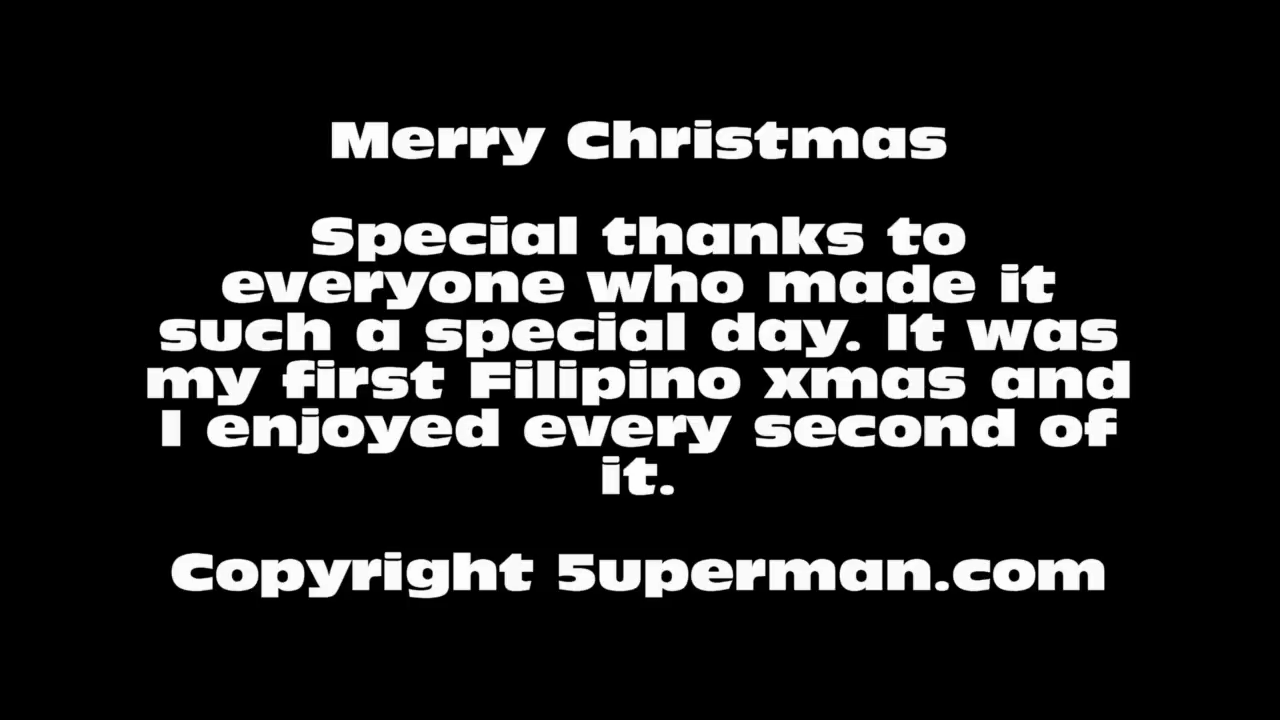 Merry Christmas
Special thanks to
everyone who made it
such a special day. It was
my first Filipino xmas and
I enjoyed every second of
it.
Copyright 5uperman.com